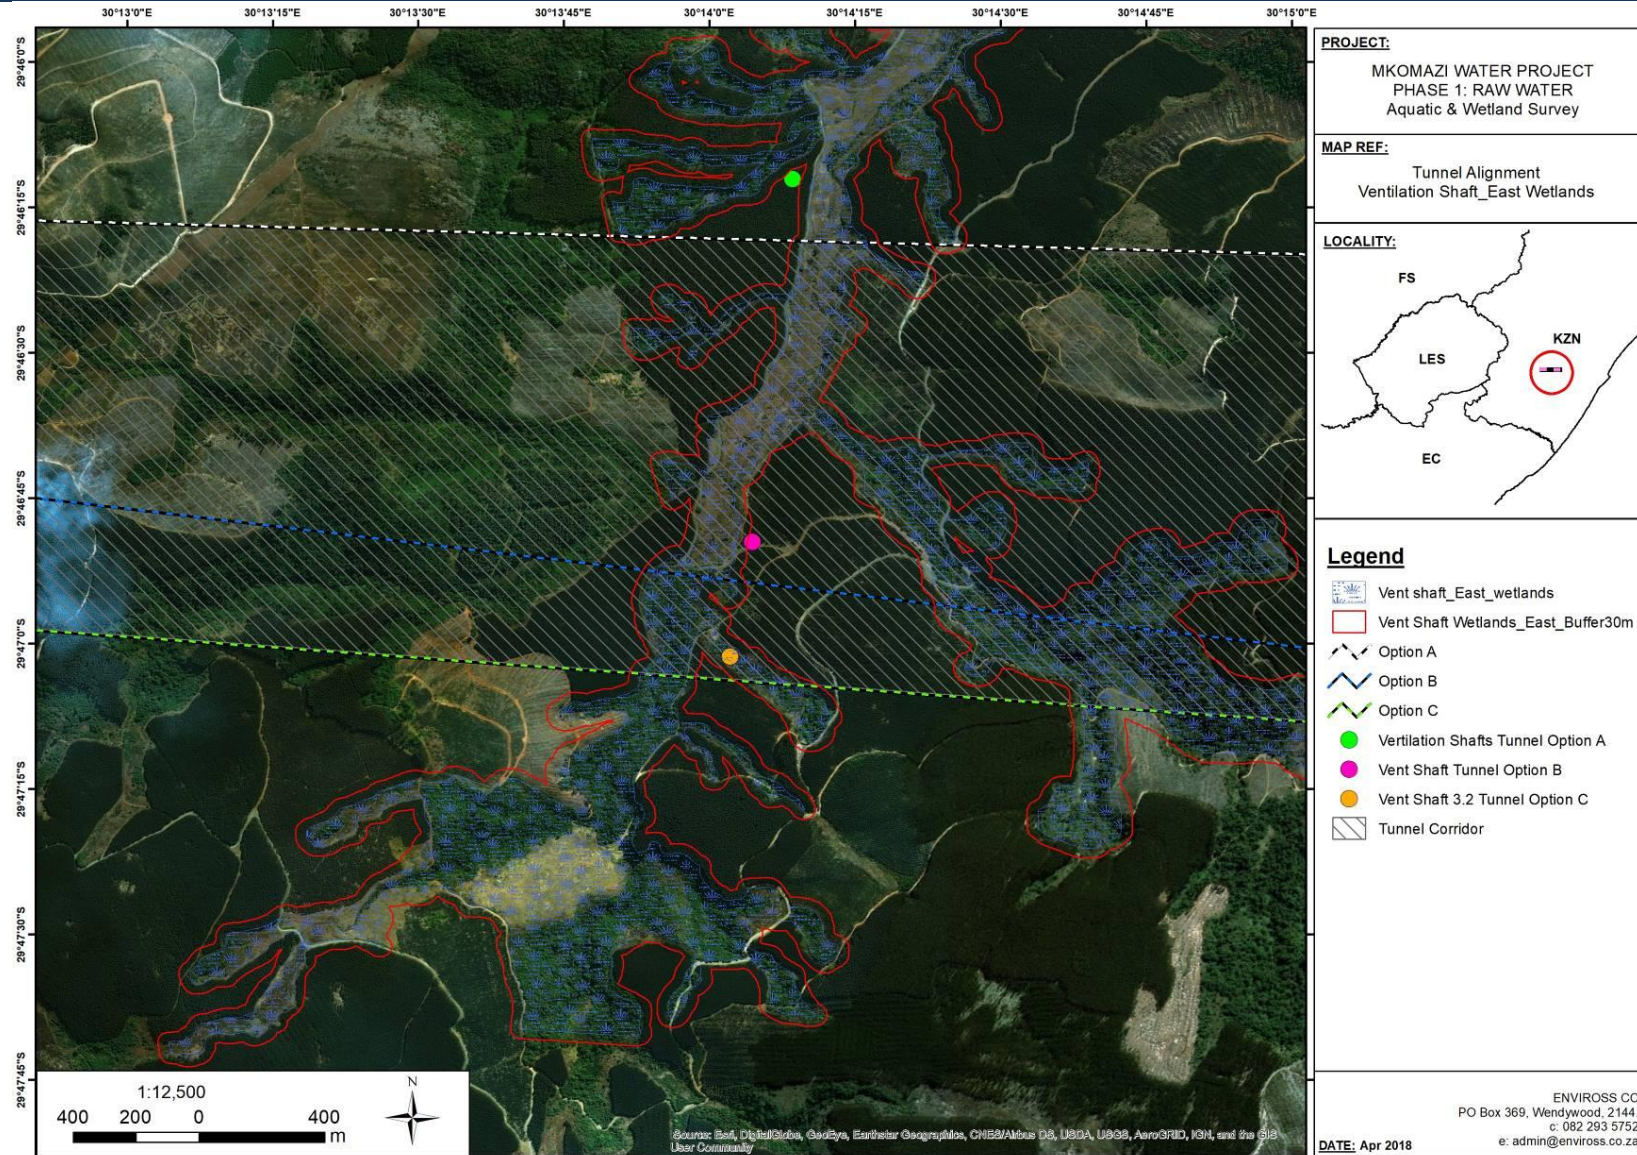 30°13'0"E 30°13'15"E 30°13'30"E 30°13'45"E 30°14'0"E 30°14'15"E 30°14'30"E 30°14'45"E 30°15'0"E
29°46'0"S
29°46'15"S
29°46'30"S
29°46'45"S
29°47'0"S
29°47'15"S
29°47'30"S
29°47'45"S
1:12,500
400 200 0 400
m
N
Source: Esri, DigitalGlobe, GeoEye, Earthstar Geographics, CNES/Airbus DS, USDA, USGS, AeroGRID, IGN, and the GIS
User Community
PROJECT:
MKOMAZI WATER PROJECT
PHASE 1: RAW WATER
Aquatic & Wetland Survey
MAP REF:
Tunnel Alignment
Ventilation Shaft_East Wetlands
LOCALITY:
FS
KZN
LES
EC
Legend
Vent shaft_East_wetlands
Vent Shaft Wetlands_East_Buffer30m
Option A
Option B
Option C
Vertilation Shafts Tunnel Option A
Vent Shaft Tunnel Option B
Vent Shaft 3.2 Tunnel Option C
Tunnel Corridor
ENVIROSS CC
PO Box 369, Wendywood, 2144.
c: 082 293 5752
e: admin@enviross.co.za
DATE: Apr 2018